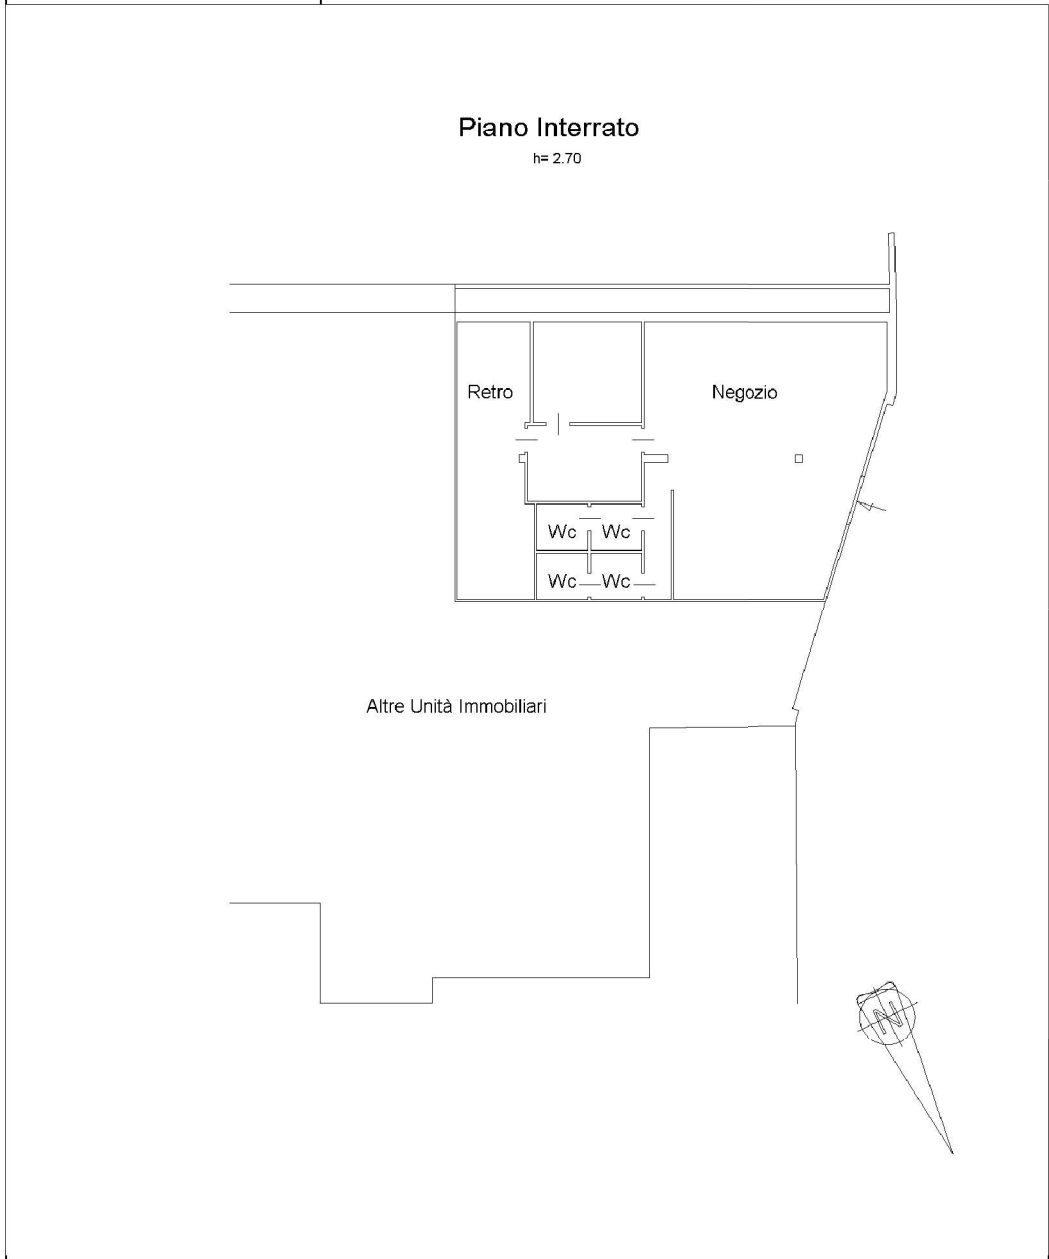 Piano Interrato
h= 2.70
Retro
Negozio
Wc Wc
Wc Wc
Altre Unità Immobiliari
N